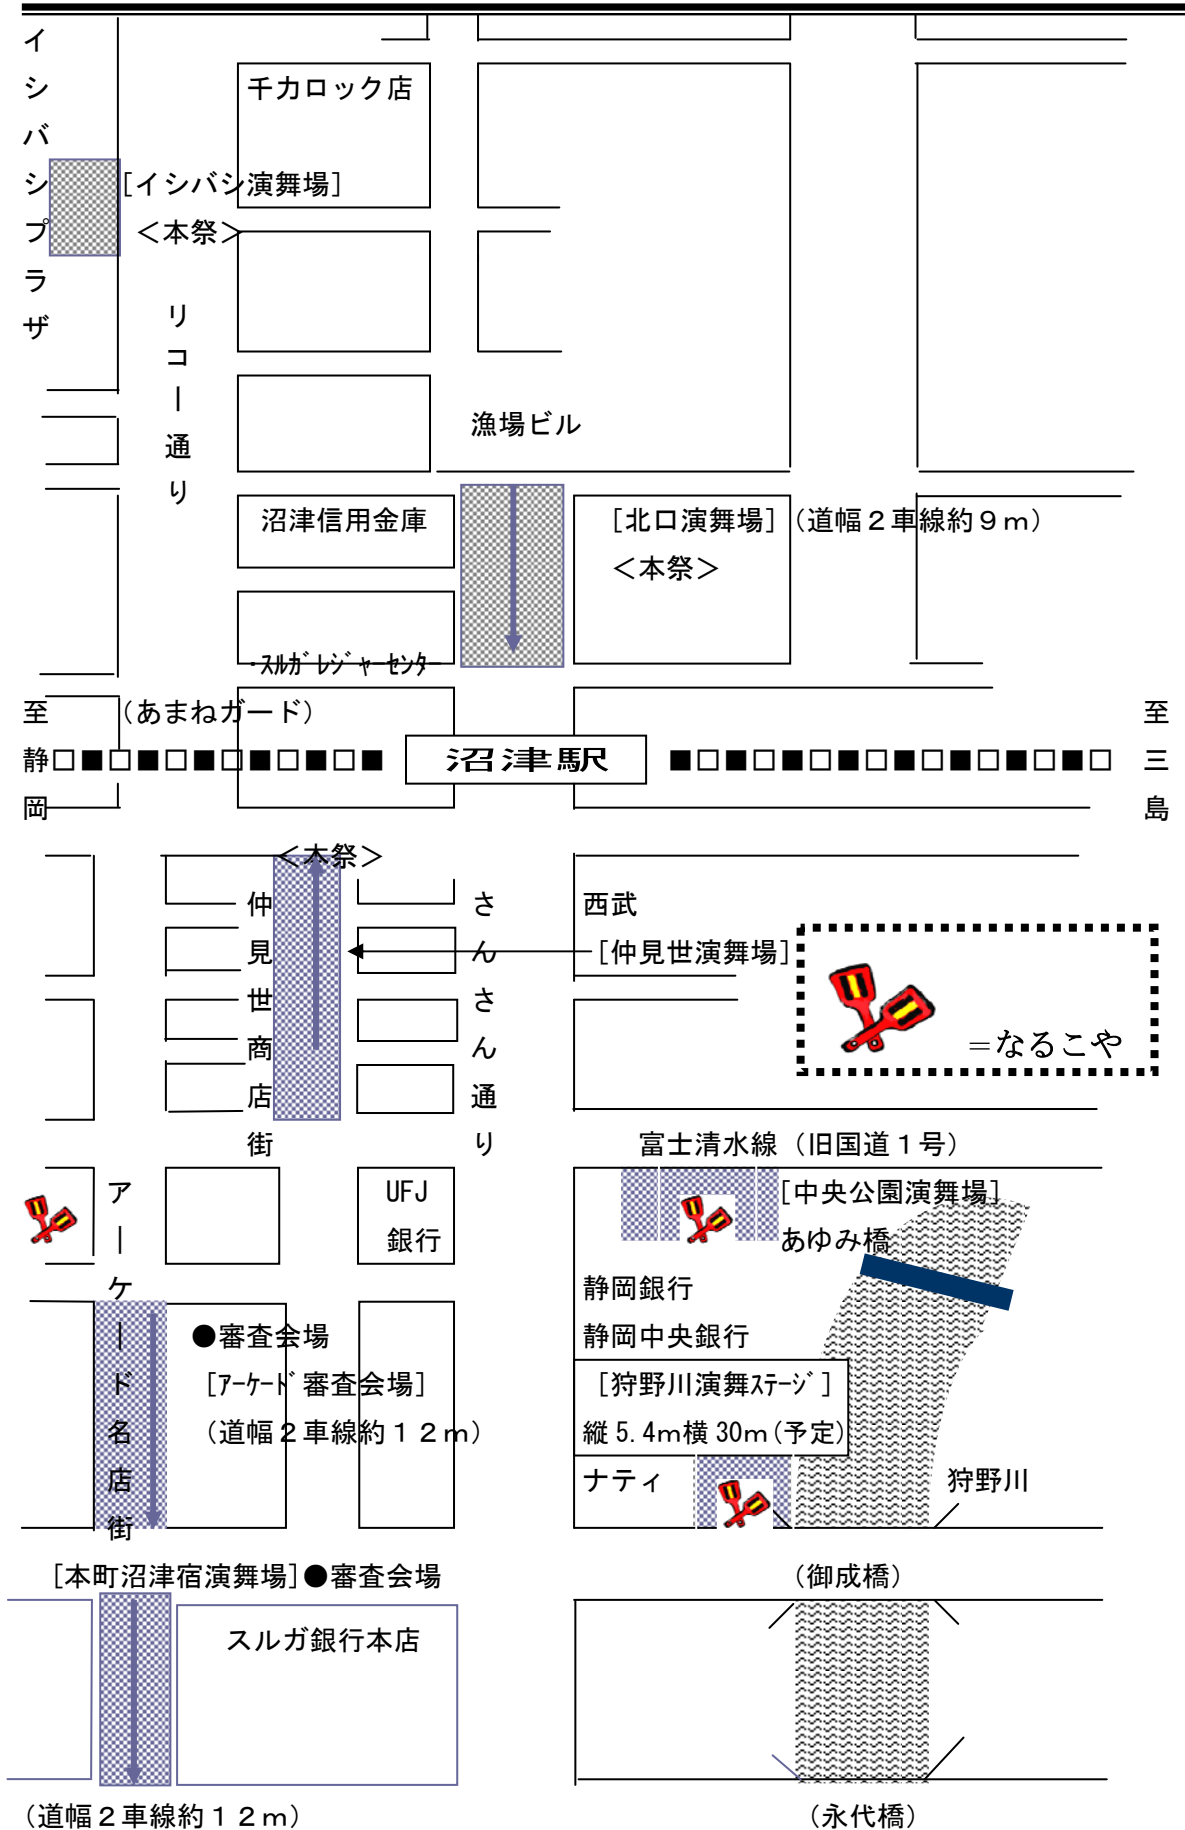 イシバシプラザ
千カロック店
[イシバシ演舞場]
＜本祭＞
リコー通り
漁場ビル
沼津信用金庫
[北口演舞場]（道幅２車線約９ｍ）
＜本祭＞
・ｽﾙｶﾞﾚｼﾞｬｰｾﾝﾀｰ
至静岡
（あまねガード）
沼津駅
至三島
＜本祭＞
仲見世商店街
さんさん通り
西武
[仲見世演舞場]
＝なるこや
富士清水線（旧国道１号）
アーケード名店街
UFJ
銀行
[中央公園演舞場]
あゆみ橋
静岡銀行
静岡中央銀行
●審査会場
[ｱｰｹｰﾄﾞ審査会場]
（道幅２車線約１２ｍ）
[狩野川演舞ｽﾃｰｼﾞ]
縦 5.4m横 30m(予定)
ナティ
狩野川
[本町沼津宿演舞場]●審査会場
（御成橋）
スルガ銀行本店
（道幅２車線約１２ｍ）
（永代橋）